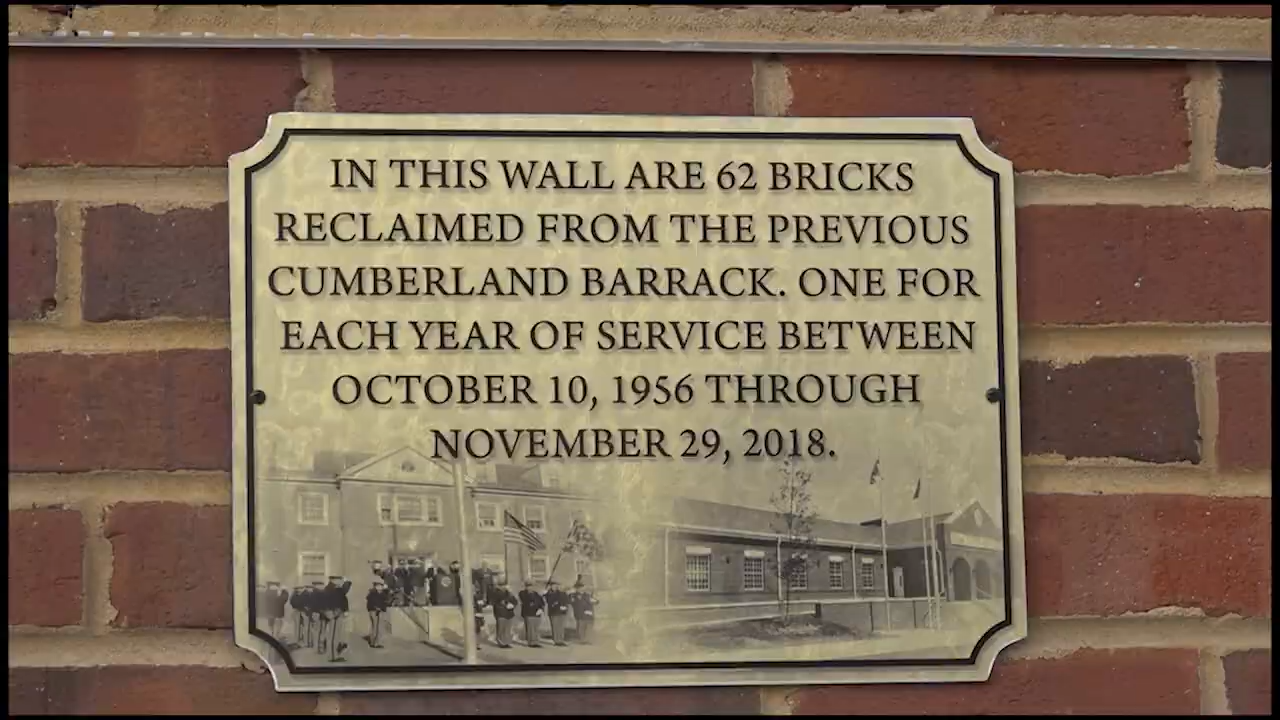 IN THIS WALL ARE 62 BRICKS
RECLAIMED FROM THE PREVIOUS
CUMBERLAND BARRACK. ONE FOR
EACH YEAR OF SERVICE BETWEEN
OCTOBER 10, 1956 THROUGH
NOVEMBER 29, 2018.